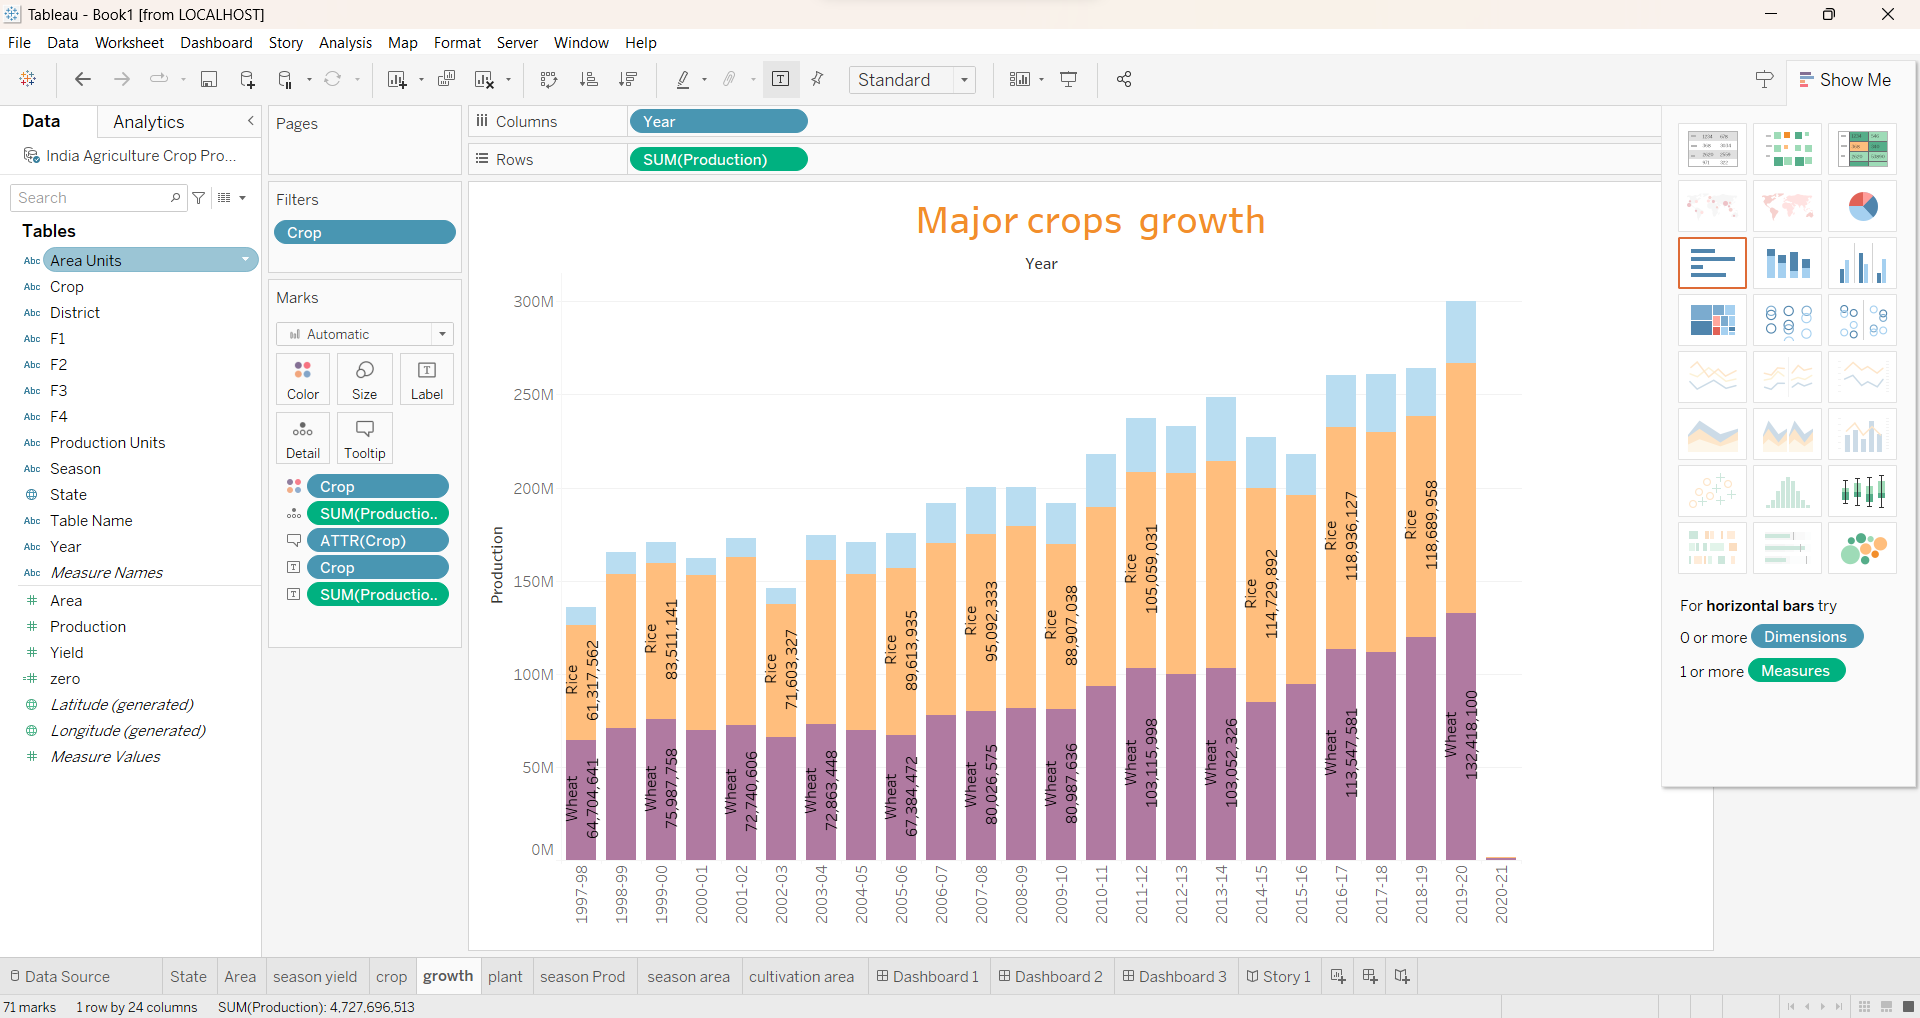 Tableau - Book1 [from LOCALHOST]
File Data Worksheet Dashboard Story Analysis Map Format Server Window Help
Standard
Show Me
Data Analytics
India Agriculture Crop Pro...
Search
Tables
Abc Area Units
Abc Crop
Abc District
Abc F1
Abc F2
Abc F3
Abc F4
Abc Production Units
Abc Season
State
Abc Table Name
Abc Year
Abc Measure Names
# Area
# Production
# Yield
=# zero
Latitude (generated)
Longitude (generated)
# Measure Values
Pages
Filters
Crop
Marks
Automatic
Color Size Label
Detail Tooltip
Crop
SUM(Productio..
ATTR(Crop)
Crop
SUM(Productio..
Columns Year
Rows SUM(Production)
Major crops growth
Year
Production
300M
250M
200M
150M
100M
50M
0M
Rice
61,317,562
Wheat
64,704,641
Rice
83,511,141
Wheat
75,987,758
Wheat
72,740,606
Rice
71,603,327
Wheat
72,863,448
Rice
89,613,935
Wheat
67,384,472
Rice
95,092,333
Wheat
80,026,575
Rice
88,907,038
Wheat
80,987,636
Rice
105,059,031
Wheat
103,115,998
Wheat
103,052,326
Rice
114,729,892
Rice
118,936,127
Wheat
113,547,581
Rice
118,689,958
Wheat
132,418,100
1997-98
1998-99
1999-00
2000-01
2001-02
2002-03
2003-04
2004-05
2005-06
2006-07
2007-08
2008-09
2009-10
2010-11
2011-12
2012-13
2013-14
2014-15
2015-16
2016-17
2017-18
2018-19
2019-20
2020-21
For horizontal bars try
0 or more Dimensions
1 or more Measures
Data Source State Area season yield crop growth plant season Prod season area cultivation area Dashboard 1 Dashboard 2 Dashboard 3 Story 1
71 marks 1 row by 24 columns SUM(Production): 4,727,696,513